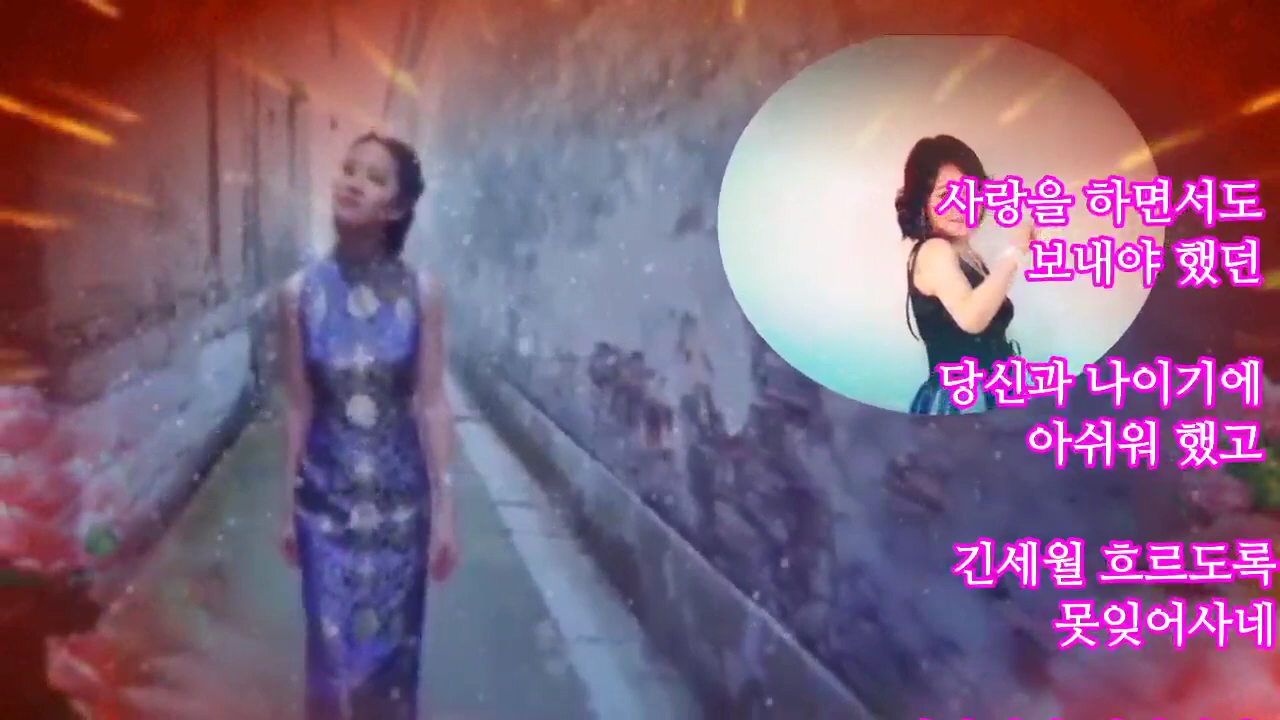 사랑을 하면서도
보내야 했던
당신과 나이기에
아쉬워 했고
긴세월 흐르도록
못잊어사네